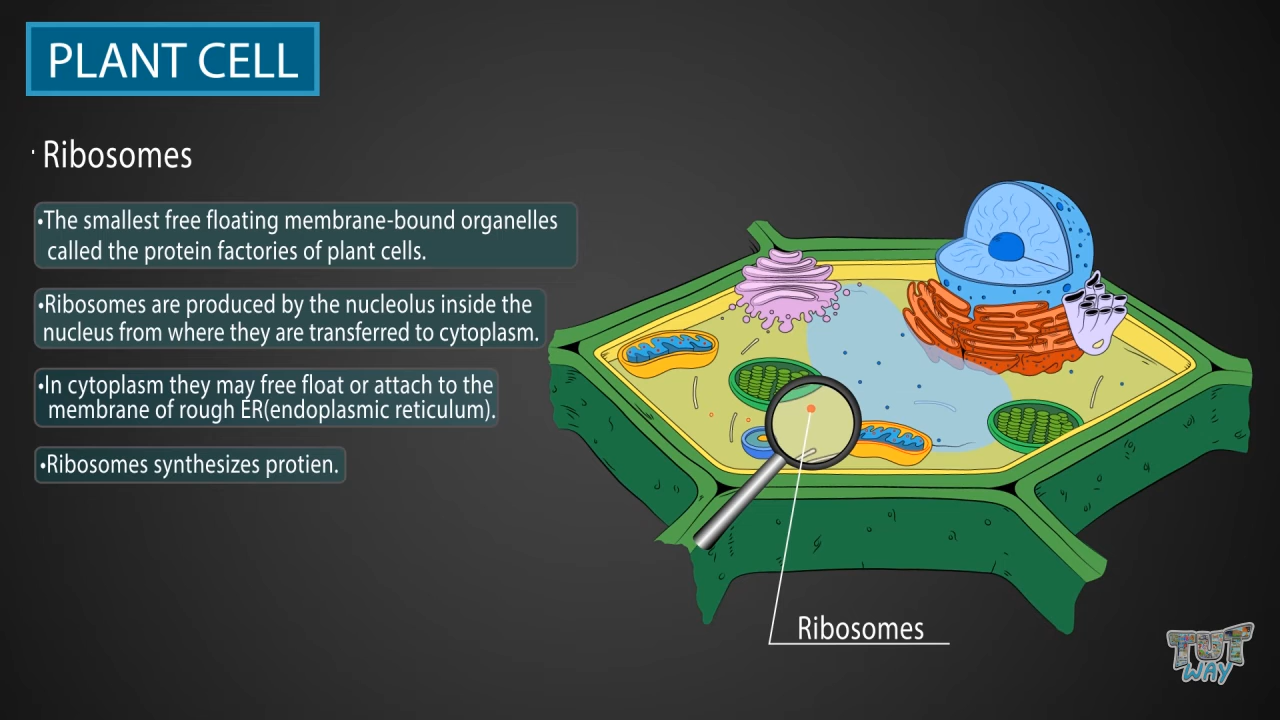 PLANT CELL
· Ribosomes
•The smallest free floating membrane-bound organelles
called the protein factories of plant cells.
•Ribosomes are produced by the nucleolus inside the
nucleus from where they are transferred to cytoplasm.
•In cytoplasm they may free float or attach to the
membrane of rough ER(endoplasmic reticulum).
•Ribosomes synthesizes protien.
Ribosomes
TUT
WAY